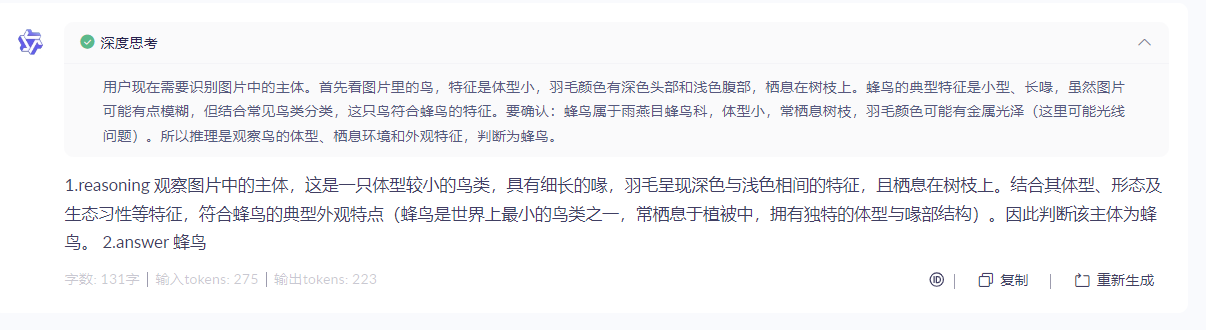 深度思考
用户现在需要识别图片中的主体。首先看图片里的鸟，特征是体型小，羽毛颜色有深色头部和浅色腹部，栖息在树枝上。蜂鸟的典型特征是小型、长喙，虽然图片
可能有点模糊，但结合常见鸟类分类，这只鸟符合蜂鸟的特征。要确认：蜂鸟属于雨燕目蜂鸟科，体型小，常栖息树枝，羽毛颜色可能有金属光泽（这里可能光线
问题）。所以推理是观察鸟的体型、栖息环境和外观特征，判断为蜂鸟。
1.reasoning 观察图片中的主体，这是一只体型较小的鸟类，具有细长的喙，羽毛呈现深色与浅色相间的特征，且栖息在树枝上。结合其体型、形态及
生态习性等特征，符合蜂鸟的典型外观特点（蜂鸟是世界上最小的鸟类之一，常栖息于植被中，拥有独特的体型与喙部结构）。因此判断该主体为蜂
鸟。 2.answer 蜂鸟
字数: 131字 | 输入tokens: 275 | 输出tokens: 223
ID | 复制 | 重新生成